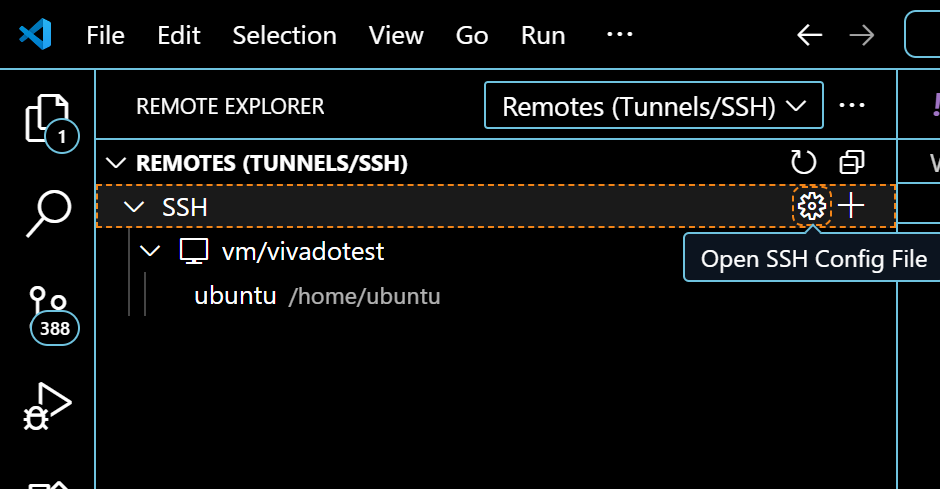 File Edit Selection View Go Run ...
1
REMOTE EXPLORER Remotes (Tunnels/SSH) ...
REMOTES (TUNNELS/SSH)
SSH
Open SSH Config File
vm/vivadotest
ubuntu /home/ubuntu
388